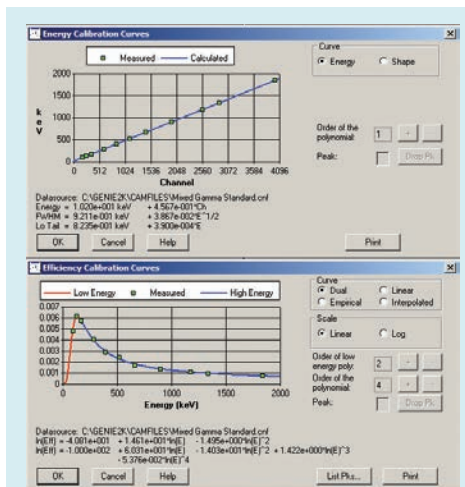 Energy Calibration Curves
Measured Calculated
Curve
Energy Shape
keV
2000
1500
1000
500
0
0 512 1024 1536 2048 2560 3072 3584 4096
Channel
Order of the polynomial: 1
Peak: Drop Pk.
Datasource: C:\GENIE2K\CAMFILES\Mixed Gamma Standard.cnf
Energy = 1.020e+001 keV + 4.567e-001*Ch
FWHM = 9.211e-001 keV + 3.867e-002*E^1/2
Lo Tail = 8.235e-001 keV + 3.900e-004*E
OK Cancel Help Print
Efficiency Calibration Curves
Low Energy Measured High Energy
Curve
Dual Linear
Empirical Interpolated
Scale
Linear Log
0.007
0.006
0.005
0.004
0.003
0.002
0.001
0
0 500 1000 1500 2000
Energy (keV)
Order of low energy poly: 2
Order of the polynomial: 4
Peak: Drop Pk.
Datasource: C:\GENIE2K\CAMFILES\Mixed Gamma Standard.cnf
ln(Eff) = -4.081e+001 + 1.461e+001*ln(E) - 1.495e+000*ln(E)^2
ln(Eff) = -1.000e+002 + 6.031e+001*ln(E) - 1.403e+001*ln(E)^2 + 1.422e+000*ln(E)^3
- 5.376e-002*ln(E)^4
OK Cancel Help List Pks... Print